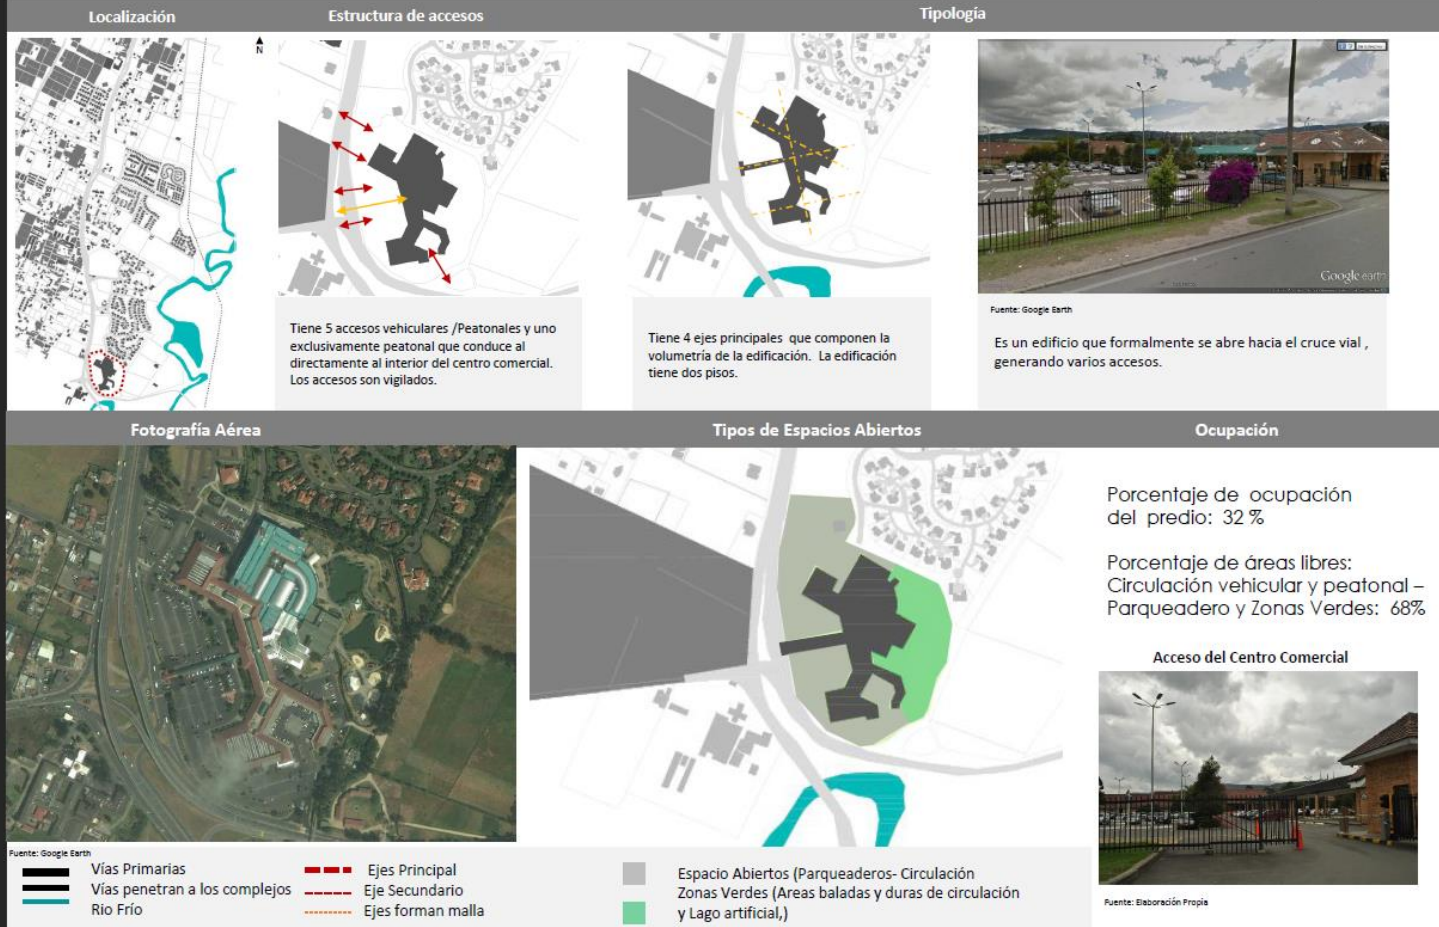 Localización
Estructura de accesos
Tipología
N
Google earth
Fuente: Google Earth
Tiene 5 accesos vehiculares /Peatonales y uno
exclusivamente peatonal que conduce al
directamente al interior del centro comercial.
Los accesos son vigilados.
Tiene 4 ejes principales que componen la
volumetría de la edificación. La edificación
tiene dos pisos.
Es un edificio que formalmente se abre hacia el cruce vial ,
generando varios accesos.
Fotografía Aérea
Tipos de Espacios Abiertos
Ocupación
Porcentaje de ocupación
del predio: 32 %
Porcentaje de áreas libres:
Circulación vehicular y peatonal –
Parqueadero y Zonas Verdes: 68%
Acceso del Centro Comercial
Fuente: Google Earth
Vías Primarias
Vías penetran a los complejos
Rio Frío
Ejes Principal
Eje Secundario
Ejes forman malla
Espacio Abiertos (Parqueaderos- Circulación
Zonas Verdes (Areas baladas y duras de circulación
y Lago artificial,)
Fuente: Elaboración Propia